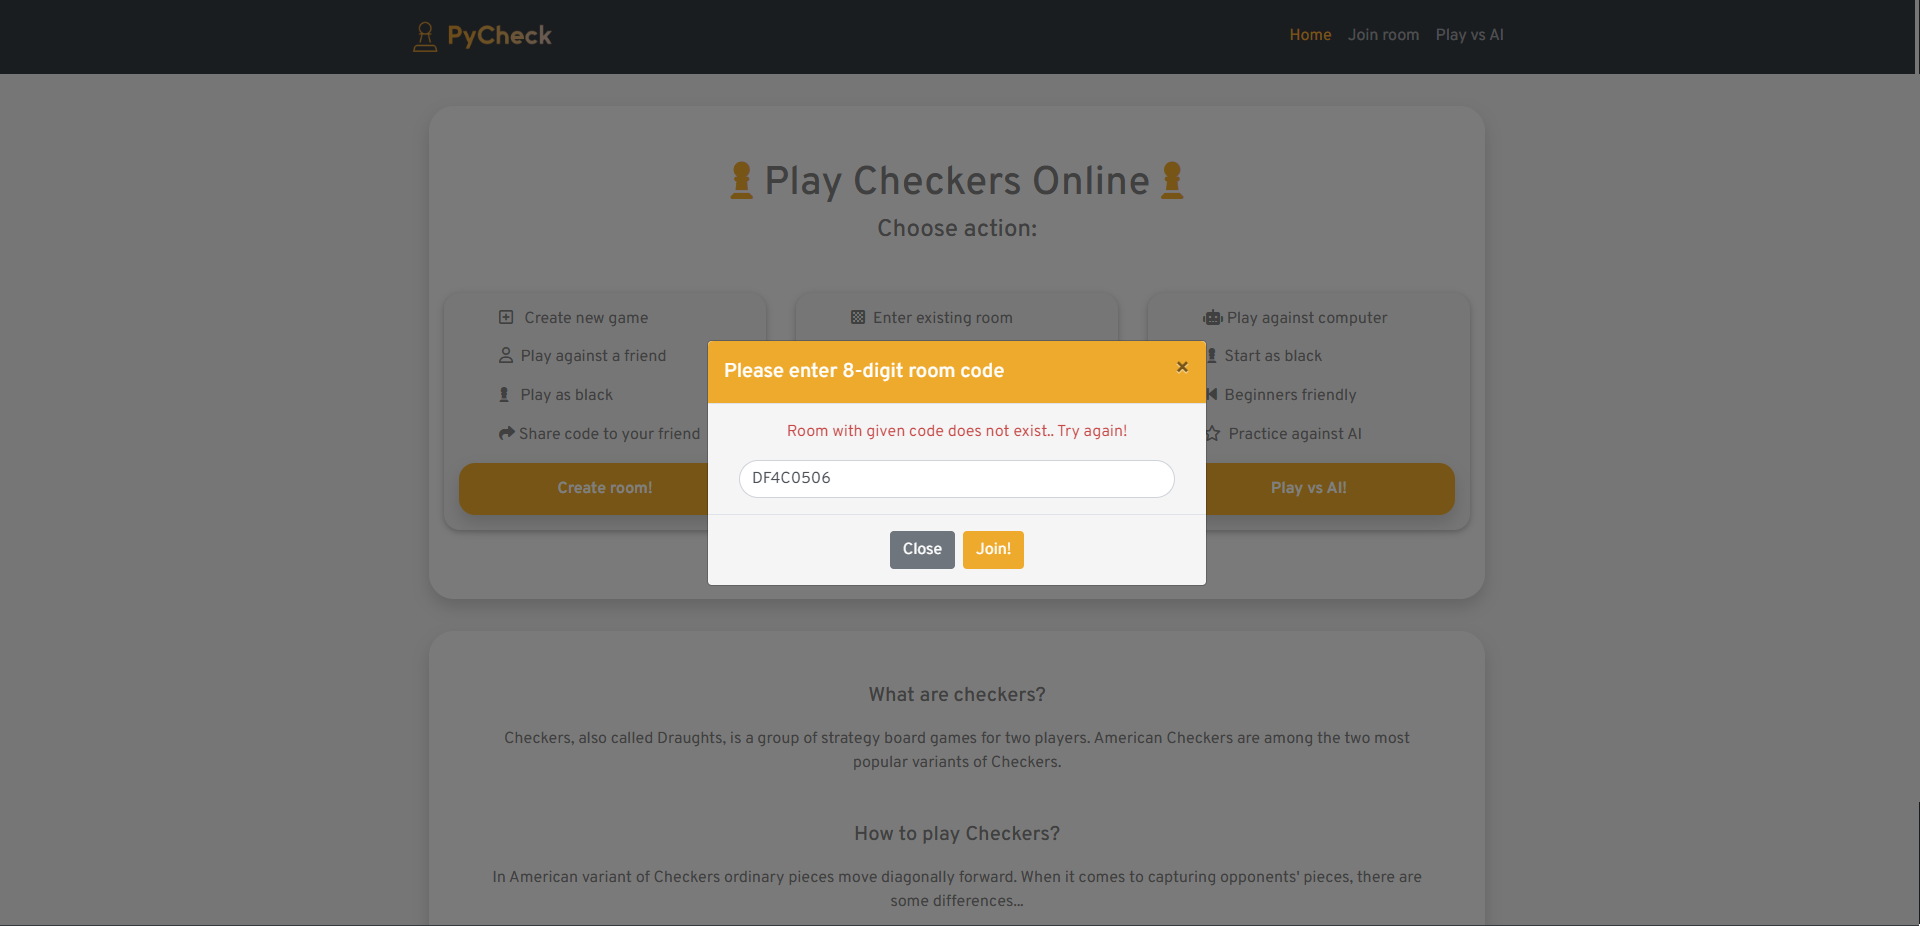 PyCheck
Home
Join room
Play vs AI
Play Checkers Online
Choose action:
Create new game
Play against a friend
Play as black
Share code to your friend
Create room!
Enter existing room
Play against computer
Start as black
Beginners friendly
Practice against AI
Play vs AI!
Please enter 8-digit room code
×
Room with given code does not exist.. Try again!
DF4C0506
Close
Join!
What are checkers?
Checkers, also called Draughts, is a group of strategy board games for two players. American Checkers are among the two most
popular variants of Checkers.
How to play Checkers?
In American variant of Checkers ordinary pieces move diagonally forward. When it comes to capturing opponents' pieces, there are
some differences...